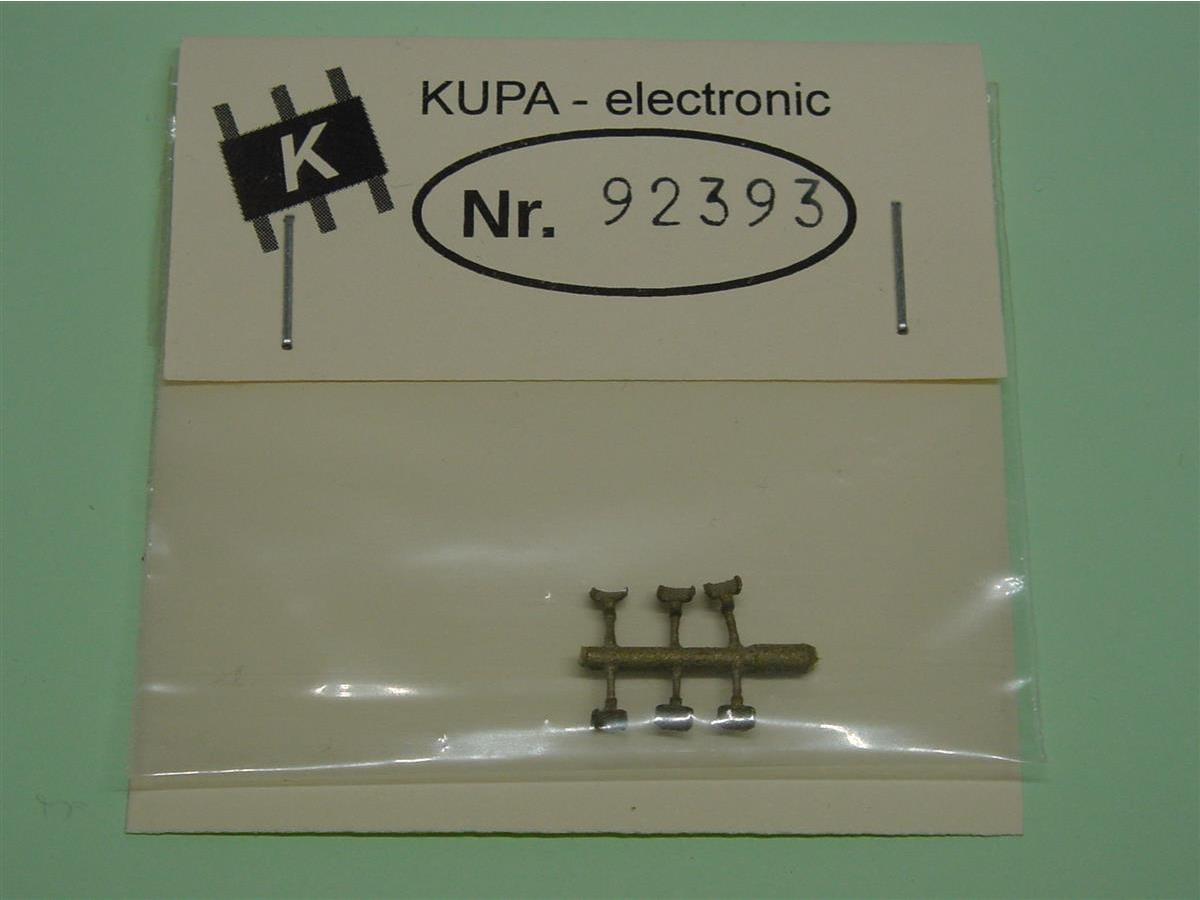 KUPA - electronic
K
Nr. 92393